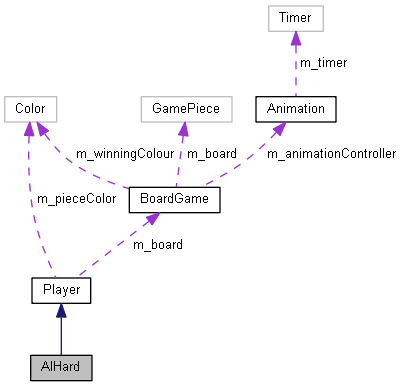 Timer
m_timer
Color
GamePiece
Animation
m_winningColour
m_board
m_animationController
m_pieceColor
BoardGame
m_board
Player
AIHard